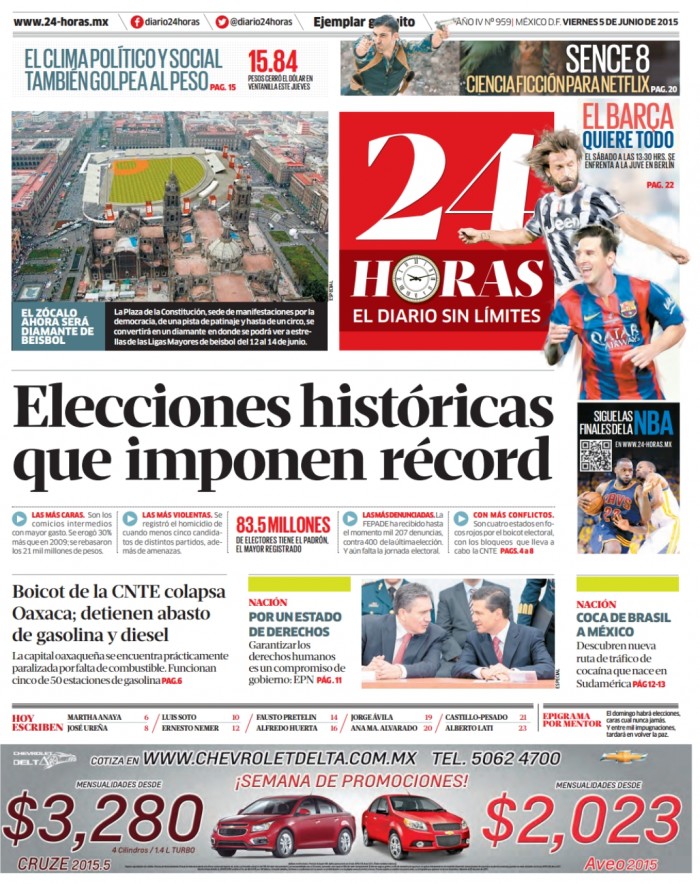 www.24-horas.mx
diario24horas
@diario24horas
Ejemplar gratuito
AÑO IV Nº 959 | MÉXICO D.F. VIERNES 5 DE JUNIO DE 2015
EL CLIMA POLÍTICO Y SOCIAL
TAMBIÉN GOLPEA AL PESO PAG. 15
15.84
PESOS CERRÓ EL DÓLAR EN
VENTANILLA ESTE JUEVES
SENCE 8
CIENCIA FICCIÓN PARA NETFLIX PAG. 20
EL BARÇA
QUIERE TODO
EL SÁBADO A LAS 13:30 HRS. SE
ENFRENTA A LA JUVE EN BERLÍN
PAG. 22
24
HORAS
EL DIARIO SIN LÍMITES
Jeep
QATAR
AIRWAYS
ESPECIAL
EL ZÓCALO
AHORA SERÁ
DIAMANTE DE
BEISBOL
La Plaza de la Constitución, sede de manifestaciones por la
democracia, de una pista de patinaje y hasta de un circo, se
convertirá en un diamante en donde se podrá ver a estre-
llas de las Ligas Mayores de beisbol del 12 al 14 de junio.
Elecciones históricas
que imponen récord
SIGUE LAS
FINALES DE LA NBA
EN WWW.24-HORAS.MX
CAVS
23
LAS MÁS CARAS. Son los
comicios intermedios
con mayor gasto. Se erogó 30%
más que en 2009; se rebasaron
los 21 mil millones de pesos.
LAS MÁS VIOLENTAS. Se
registró el homicidio de
cuando menos cinco candida-
tos de distintos partidos, ade-
más de amenazas.
83.5 MILLONES
DE ELECTORES TIENE EL PADRÓN,
EL MAYOR REGISTRADO
LAS MÁS DENUNCIADAS. La
FEPADE ha recibido hasta
el momento mil 207 denuncias,
contra 400 de la última elección.
Y aún falta la jornada electoral.
CON MÁS CONFLICTOS.
Son cuatro estados en fo-
cos rojos por el boicot electoral,
con los bloqueos que lleva a
cabo la CNTE PAGS. 4 a 8
Boicot de la CNTE colapsa
Oaxaca; detienen abasto
de gasolina y diesel
La capital oaxaqueña se encuentra prácticamente
paralizada por falta de combustible. Funcionan
cinco de 50 estaciones de gasolina PAG.6
NACIÓN
POR UN ESTADO
DE DERECHOS
Garantizar los
derechos humanos
es un compromiso de
gobierno: EPN PÁG. 11
ESPECIAL
NACIÓN
COCA DE BRASIL
A MÉXICO
Descubren nueva
ruta de tráfico de
cocaína que nace en
Sudamérica PÁG 12-13
HOY
ESCRIBEN
MARTHA ANAYA 6
JOSÉ UREÑA 8
LUIS SOTO 10
ERNESTO NEMER 12
FAUSTO PRETELIN 14
ALFREDO HUERTA 16
JORGE ÁVILA 19
ANA MA. ALVARADO 20
CASTILLO-PESADO 21
ALBERTO LATI 23
EPIGRAMA
POR MENTOR
El domingo habrá elecciones,
caras cual nunca jamás.
Y entre mil impugnaciones,
tardará en volver la paz.
CHEVROLET
DELTA
COTIZA EN WWW.CHEVROLETDELTA.COM.MX TEL. 5062 4700
CHEVROLET
¡SEMANA DE PROMOCIONES!
MENSUALIDADES DESDE
$3,280
4 Cilindros / 1.4 L TURBO
CRUZE 2015.5
MENSUALIDADES DESDE
$2,023
Aveo 2015